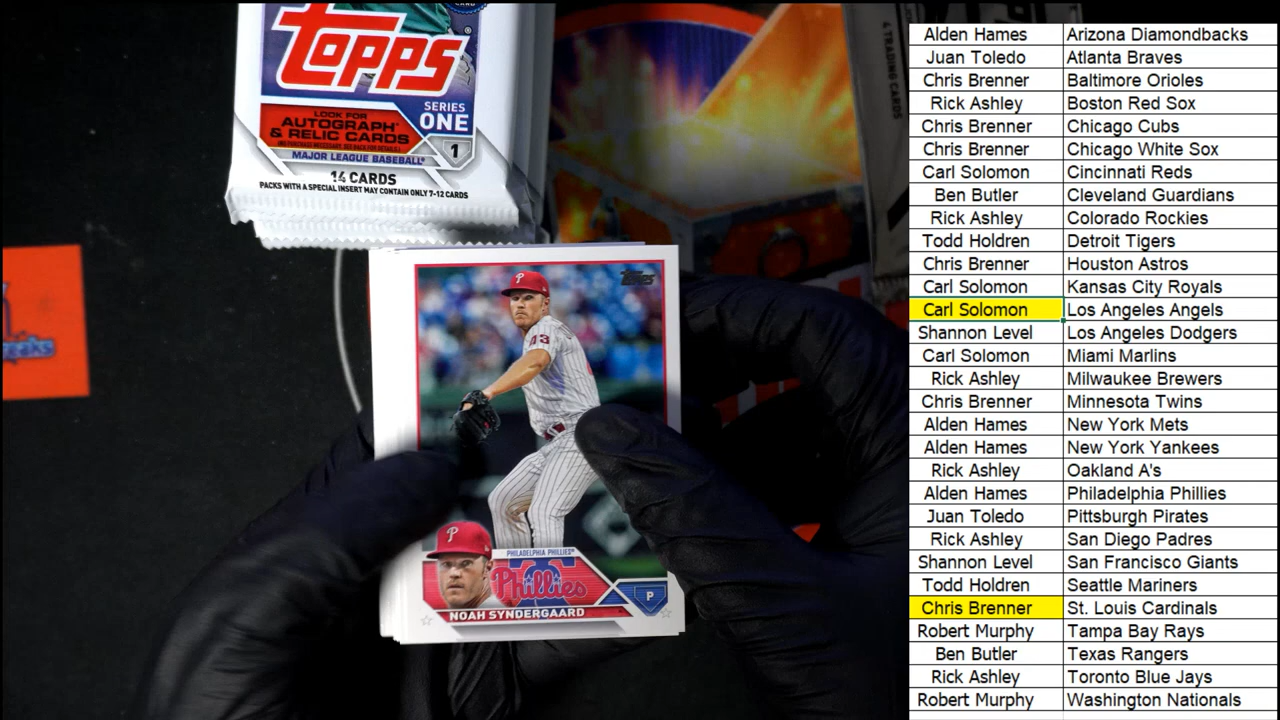 Topps
SERIES
ONE
LOOK FOR
AUTOGRAPH
& RELIC CARDS
MAJOR LEAGUE BASEBALL®
1
14 CARDS
PACKS WITH A SPECIAL INSERT MAY CONTAIN ONLY 7-12 CARDS
4 TRADING CARDS
Topps
PHILADELPHIA PHILLIES®
Phillies
P
NOAH SYNDERGAARD
Alden Hames Arizona Diamondbacks
Juan Toledo Atlanta Braves
Chris Brenner Baltimore Orioles
Rick Ashley Boston Red Sox
Chris Brenner Chicago Cubs
Chris Brenner Chicago White Sox
Carl Solomon Cincinnati Reds
Ben Butler Cleveland Guardians
Rick Ashley Colorado Rockies
Todd Holdren Detroit Tigers
Chris Brenner Houston Astros
Carl Solomon Kansas City Royals
Carl Solomon Los Angeles Angels
Shannon Level Los Angeles Dodgers
Carl Solomon Miami Marlins
Rick Ashley Milwaukee Brewers
Chris Brenner Minnesota Twins
Alden Hames New York Mets
Alden Hames New York Yankees
Rick Ashley Oakland A's
Alden Hames Philadelphia Phillies
Juan Toledo Pittsburgh Pirates
Rick Ashley San Diego Padres
Shannon Level San Francisco Giants
Todd Holdren Seattle Mariners
Chris Brenner St. Louis Cardinals
Robert Murphy Tampa Bay Rays
Ben Butler Texas Rangers
Rick Ashley Toronto Blue Jays
Robert Murphy Washington Nationals